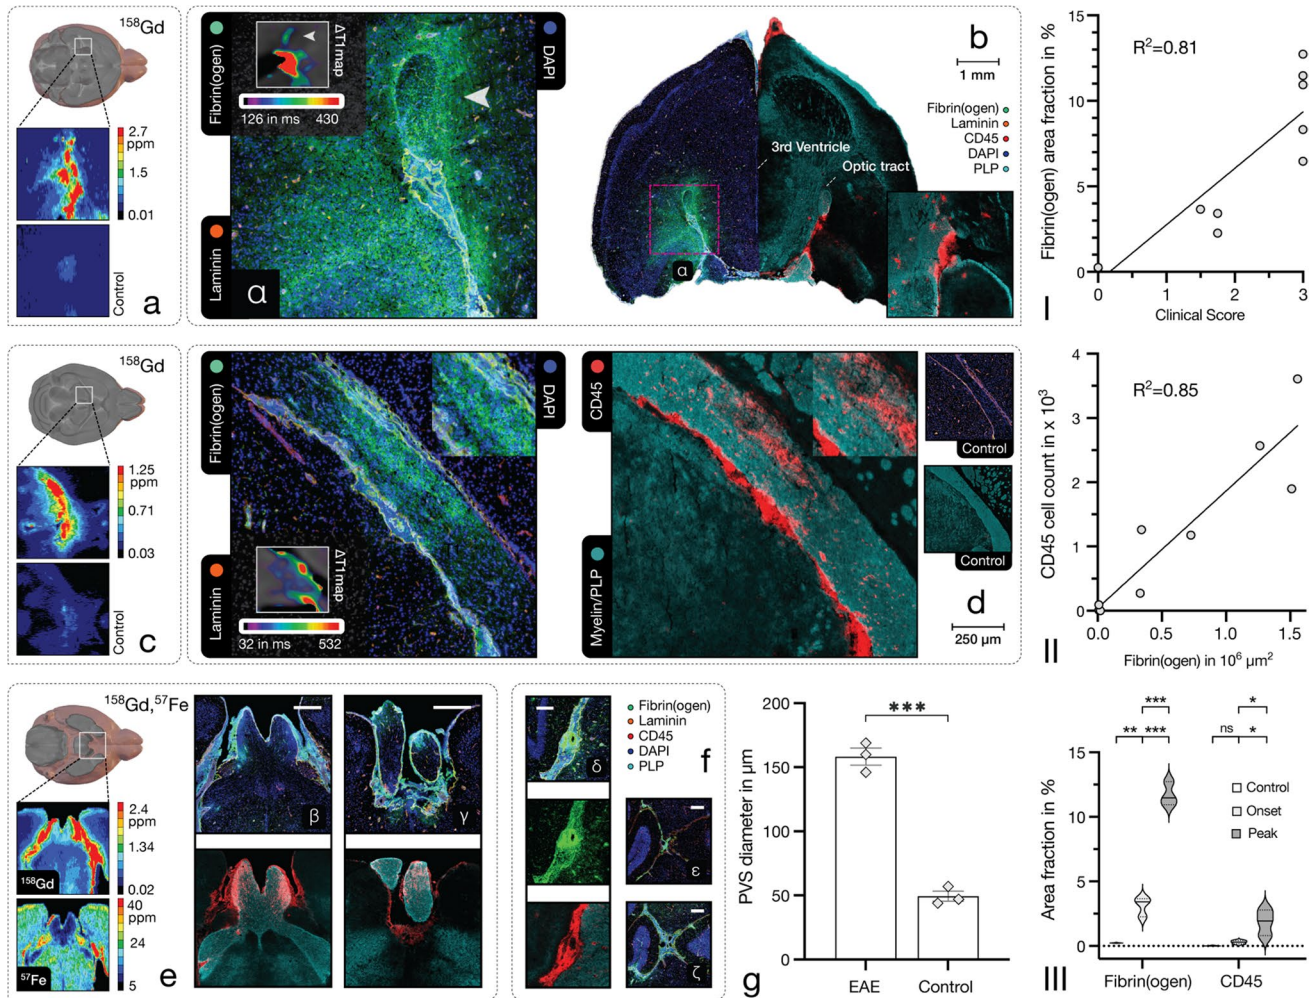 158Gd
2.7
ppm
1.5
0.01
Control
a
Fibrin(ogen)
Laminin
DAPI
ΔT1map
126 in ms 430
α
b
1 mm
Fibrin(ogen)
Laminin
CD45
DAPI
PLP
3rd Ventricle
Optic tract
α
Fibrin(ogen) area fraction in %
15
10
5
0
R²=0.81
0 1 2 3
Clinical Score
I
158Gd
1.25
ppm
0.71
0.03
Control
c
Fibrin(ogen)
Laminin
DAPI
ΔT1map
32 in ms 532
CD45
Myelin/PLP
Control
Control
d
250 µm
CD45 cell count in x 10³
4
3
2
1
0
R²=0.85
0.0 0.5 1.0 1.5
Fibrin(ogen) in 10⁶ µm²
II
158Gd,57Fe
2.4
ppm
1.34
0.02
158Gd
40
ppm
24
5
57Fe
e
β
γ
Fibrin(ogen)
Laminin
CD45
DAPI
PLP
f
δ
ε
ζ
g
PVS diameter in µm
200
150
100
50
0
***
EAE Control
Area fraction in %
15
10
5
0
***
** ***
*
ns *
Control
Onset
Peak
Fibrin(ogen) CD45
III